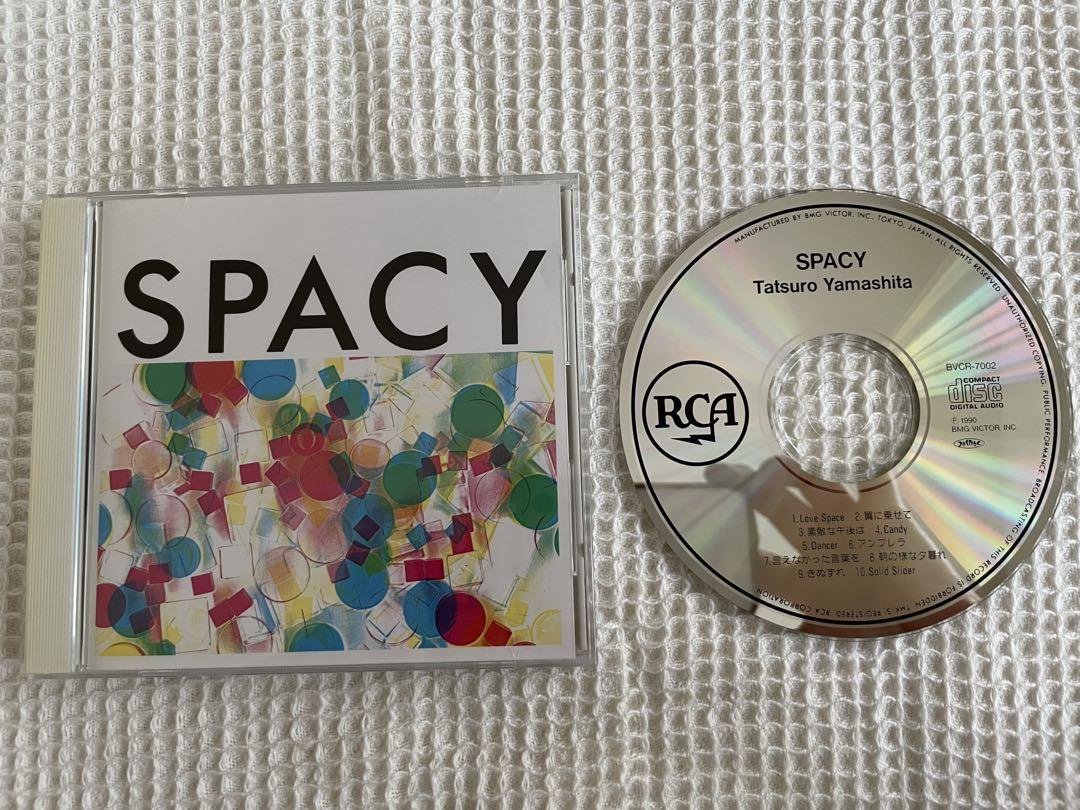 SPACY
MANUFACTURED BY BMG VICTOR, INC., TOKYO, JAPAN. ALL RIGHTS RESERVED. UNAUTHORIZED COPYING, PUBLIC PERFORMANCE, BROADCASTING OF THIS RECORD IS FORBIDDEN. TMK(S) REGISTERED. RCA CORPORATION
SPACY
Tatsuro Yamashita
RCA
BVCR-7002
COMPACT
disc
DIGITAL AUDIO
℗ 1990
BMG VICTOR, INC.
1.Love Space 2.翼に乗せて
3.素敵な午後は 4.Candy
5.Dancer 6.アンブレラ
7.言えなかった言葉を 8.朝の様な夕暮れ
9.きぬずれ 10.Solid Slider